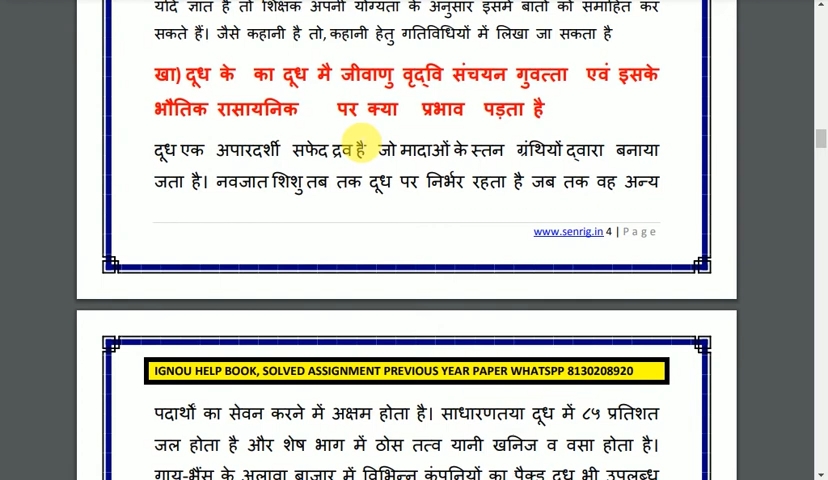 यदि ज्ञात है तो शिक्षक अपनी योग्यता के अनुसार इसमें बातों को समाहित कर
सकते हैं। जैसे कहानी है तो, कहानी हेतु गतिविधियों में लिखा जा सकता है
खा) दूध के का दूध मै जीवाणु वृद्वि संचयन गुवत्ता एवं इसके
भौतिक रासायनिक पर क्या प्रभाव पड़ता है
दूध एक अपारदर्शी सफेद द्रव है जो मादाओं के स्तन ग्रंथियों द्वारा बनाया
जता है। नवजात शिशु तब तक दूध पर निर्भर रहता है जब तक वह अन्य
www.senrig.in 4 | Page
IGNOU HELP BOOK, SOLVED ASSIGNMENT PREVIOUS YEAR PAPER WHATSPP 8130208920
पदार्थों का सेवन करने में अक्षम होता है। साधारणतया दूध में ८५ प्रतिशत
जल होता है और शेष भाग में ठोस तत्व यानी खनिज व वसा होता है।
गाय-भैंस के अलावा बाजार में विभिन्न कंपनियों का पैक्ड दूध भी उपलब्ध